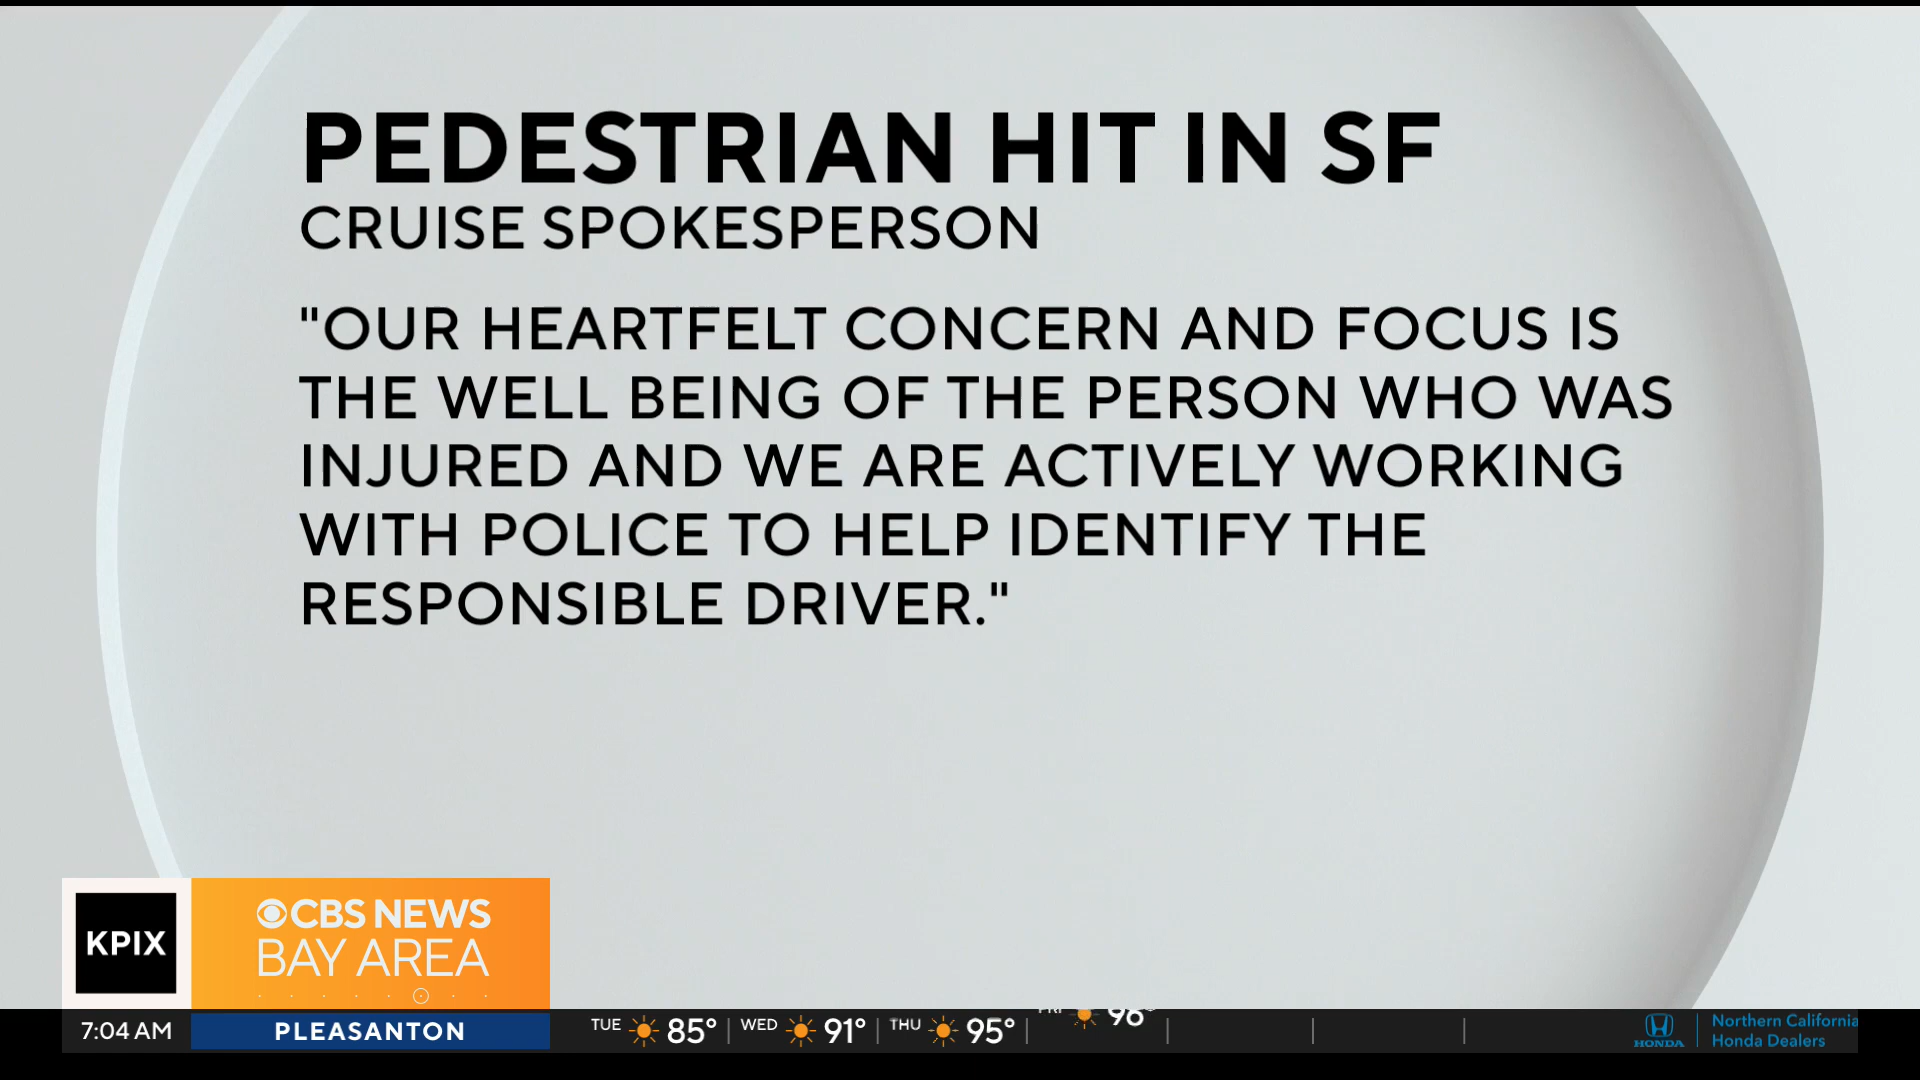 PEDESTRIAN HIT IN SF
CRUISE SPOKESPERSON
"OUR HEARTFELT CONCERN AND FOCUS IS
THE WELL BEING OF THE PERSON WHO WAS
INJURED AND WE ARE ACTIVELY WORKING
WITH POLICE TO HELP IDENTIFY THE
RESPONSIBLE DRIVER."
KPIX
CBS NEWS
BAY AREA
7:04 AM
PLEASANTON
TUE 85° WED 91° THU 95°
HONDA
Northern California
Honda Dealers